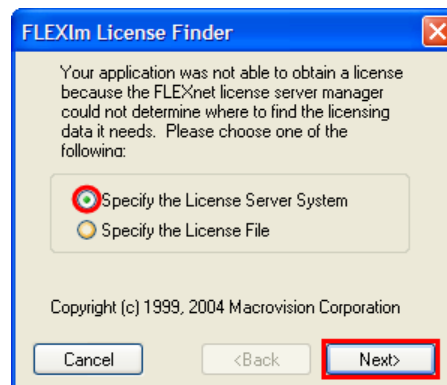 FLEXlm License Finder
Your application was not able to obtain a license
because the FLEXnet license server manager
could not determine where to find the licensing
data it needs.  Please choose one of the
following:
Specify the License Server System
Specify the License File
Copyright (c) 1999, 2004 Macrovision Corporation
Cancel
<Back
Next>